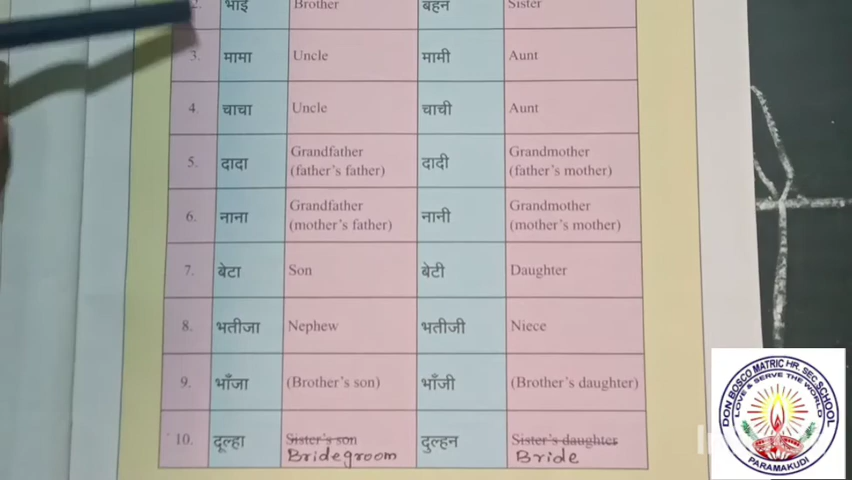 2. भाई Brother बहन Sister
3. मामा Uncle मामी Aunt
4. चाचा Uncle चाची Aunt
5. दादा Grandfather (father's father) दादी Grandmother (father's mother)
6. नाना Grandfather (mother's father) नानी Grandmother (mother's mother)
7. बेटा Son बेटी Daughter
8. भतीजा Nephew भतीजी Niece
9. भाँजा (Brother's son) भाँजी (Brother's daughter)
10. दूल्हा Sister's son दुल्हन Sister's daughter
Bridegroom Bride
DON BOSCO MATRIC HR. SEC. SCHOOL
LOVE & SERVE THE WORLD
PARAMAKUDI